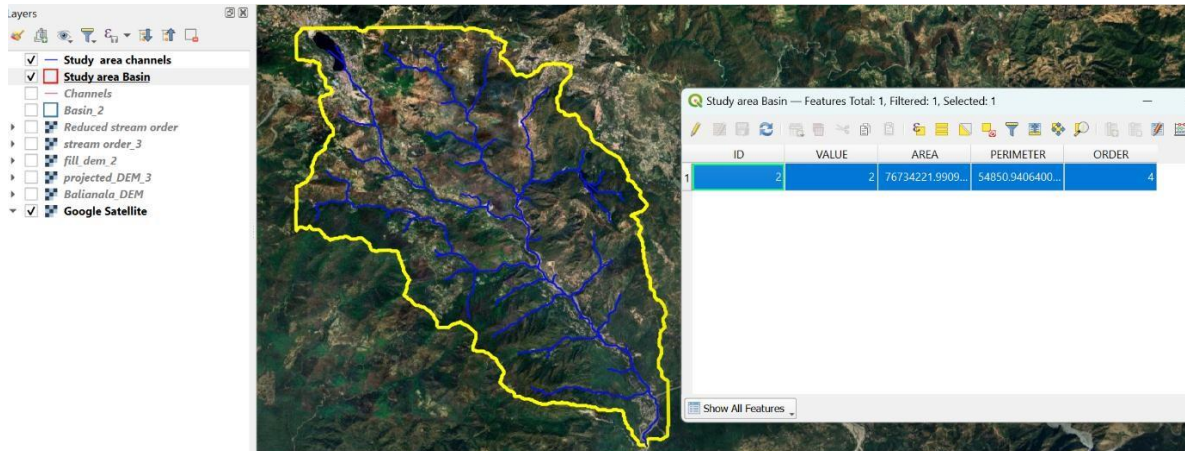 Layers
Study area channels
Study area Basin
Channels
Basin_2
Reduced stream order
stream order_3
fill_dem_2
projected_DEM_3
Balianala_DEM
Google Satellite
Study area Basin — Features Total: 1, Filtered: 1, Selected: 1
ID VALUE AREA PERIMETER ORDER
1 2 2 76734221.9909... 54850.9406400... 4
Show All Features